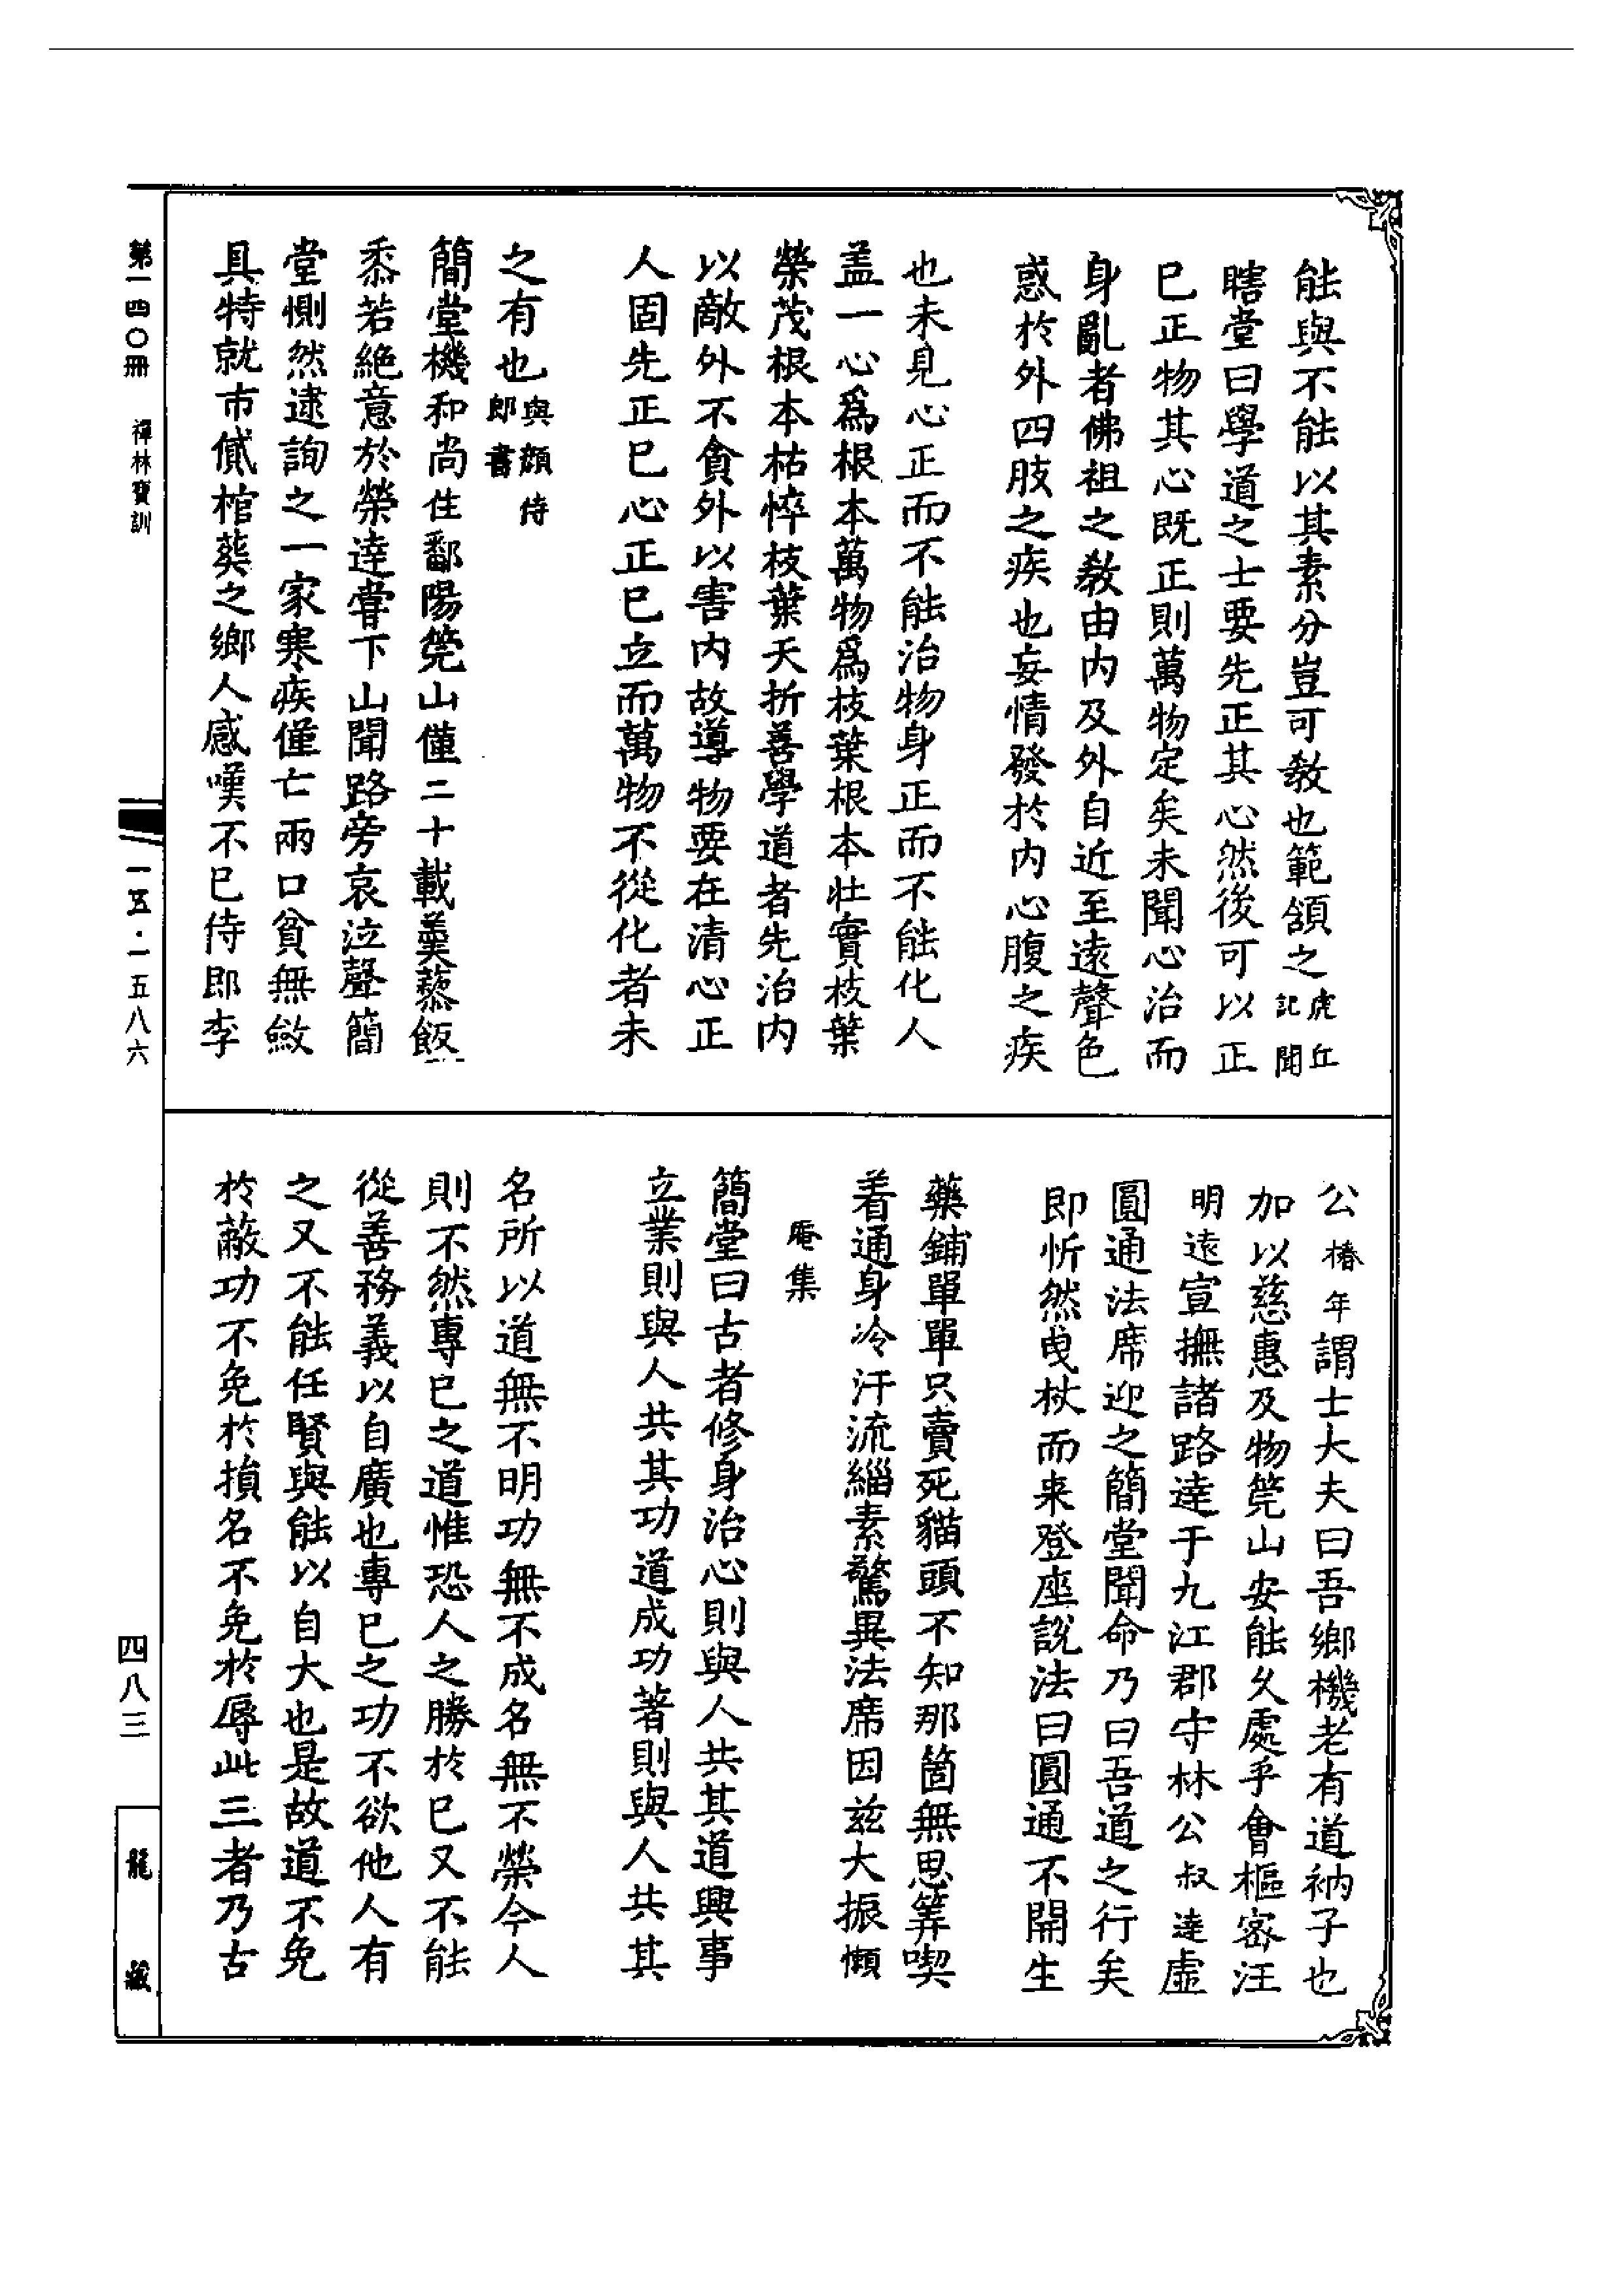 能與不能以其素分豈可教也範頷之虎丘記聞
瞎堂曰學道之士要先正其心然後可以正
已正物其心既正則萬物定矣未聞心治而
身亂者佛祖之教由内及外自近至遠聲色
惑於外四肢之疾也妄情發於内心腹之疾
也未見心正而不能治物身正而不能化人
盖一心爲根本萬物爲枝葉根本壯實枝葉
榮茂根本枯悴枝葉夭折善學道者先治内
以敵外不貪外以害内故導物要在清心正
人固先正已心正已立而萬物不從化者未
之有也與顔侍郎書
簡堂機和尚住鄱陽筦山僅二十載羹藜飯
黍若絶意於榮達甞下山聞路旁哀泣聲簡
堂惻然逮詢之一家寒疾僅亡兩口貧無斂
具特就市貸棺葬之鄉人感嘆不已侍郎李
公椿年謂士大夫曰吾鄉機老有道衲子也
加以慈惠及物筦山安能久處乎會樞密汪
明遠宣撫諸路達于九江郡守林公叔達虛
圓通法席迎之簡堂聞命乃曰吾道之行矣
即忻然曳杖而来登座說法曰圓通不開生
藥鋪單單只賣死貓頭不知那箇無思筭喫
着通身冷汗流緇素驚異法席因兹大振懶
庵集
簡堂曰古者修身治心則與人共其道興事
立業則與人共其功道成功著則與人共其
名所以道無不明功無不成名無不榮今人
則不然專已之道惟恐人之勝於已又不能
從善務義以自廣也專已之功不欲他人有
之又不能任賢與能以自大也是故道不免
於蔽功不免於損名不免於辱此三者乃古
第一四〇冊 禪林寶訓
一五·一五八六
四八三
龍藏